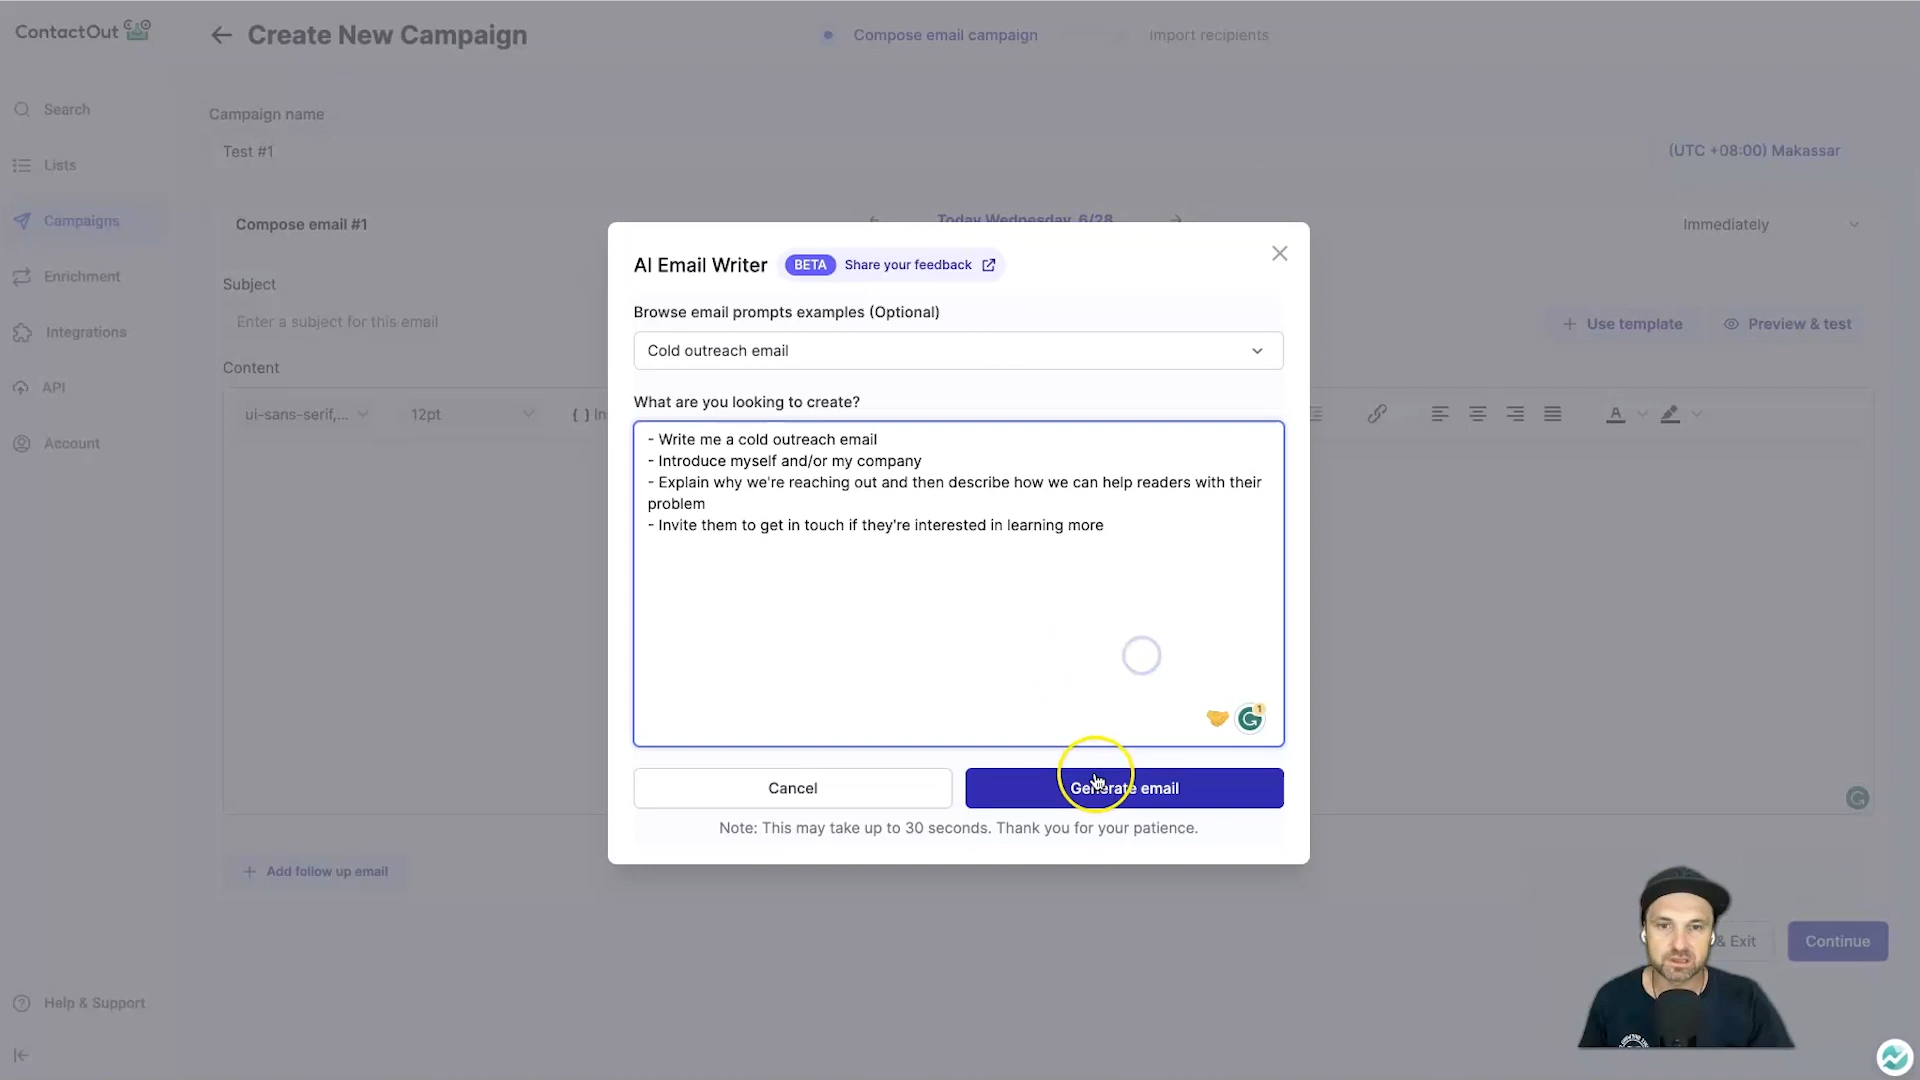 ContactOut
Create New Campaign
Compose email campaign
Import recipients
Search
Lists
Campaigns
Enrichment
Integrations
API
Account
Help & Support
Campaign name
Test #1
(UTC +08:00) Makassar
Compose email #1
Today Wednesday, 6/28
Immediately
Subject
Enter a subject for this email
Use template
Preview & test
Content
ui-sans-serif,...
12pt
{ } In
A
AI Email Writer
BETA
Share your feedback
Browse email prompts examples (Optional)
Cold outreach email
What are you looking to create?
- Write me a cold outreach email
- Introduce myself and/or my company
- Explain why we're reaching out and then describe how we can help readers with their
problem
- Invite them to get in touch if they're interested in learning more
1
Cancel
Generate email
Note: This may take up to 30 seconds. Thank you for your patience.
Add follow up email
& Exit
Continue